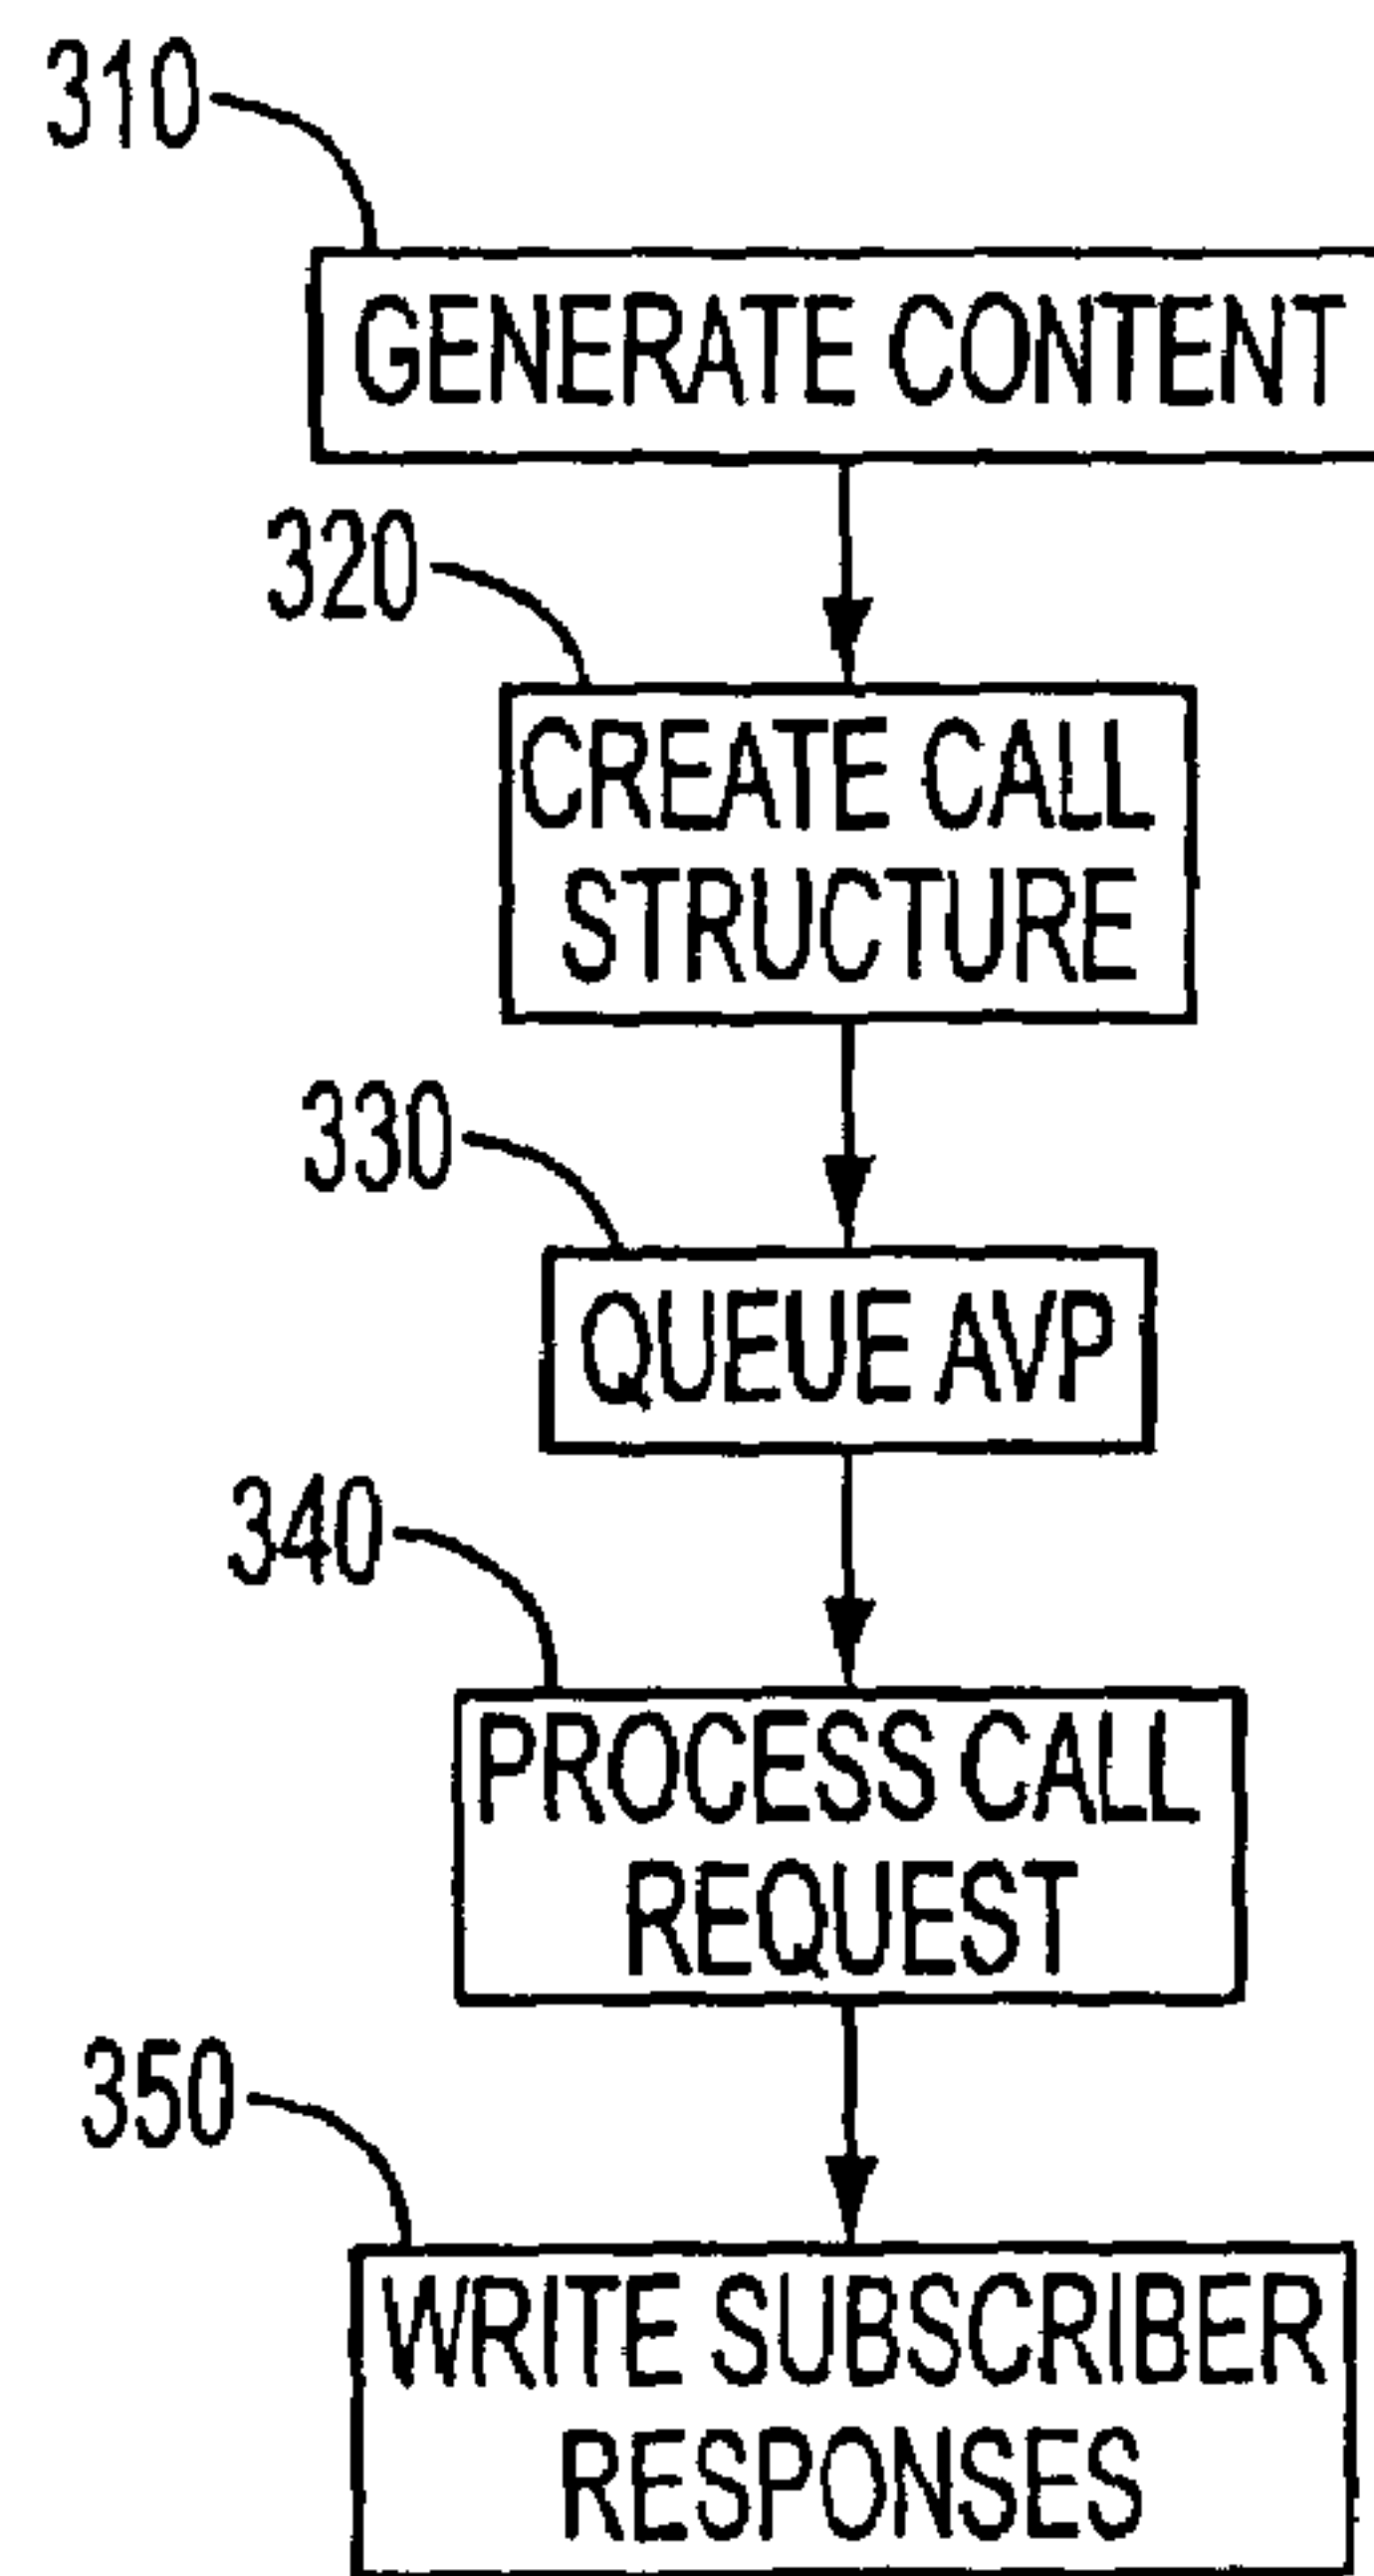 310
GENERATE CONTENT
320
CREATE CALL
STRUCTURE
330
QUEUE AVP
340
PROCESS CALL
REQUEST
350
WRITE SUBSCRIBER
RESPONSES